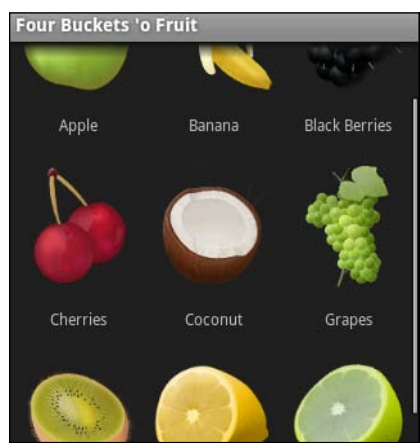 Four Buckets 'o Fruit
Apple Banana Black Berries
Cherries Coconut Grapes